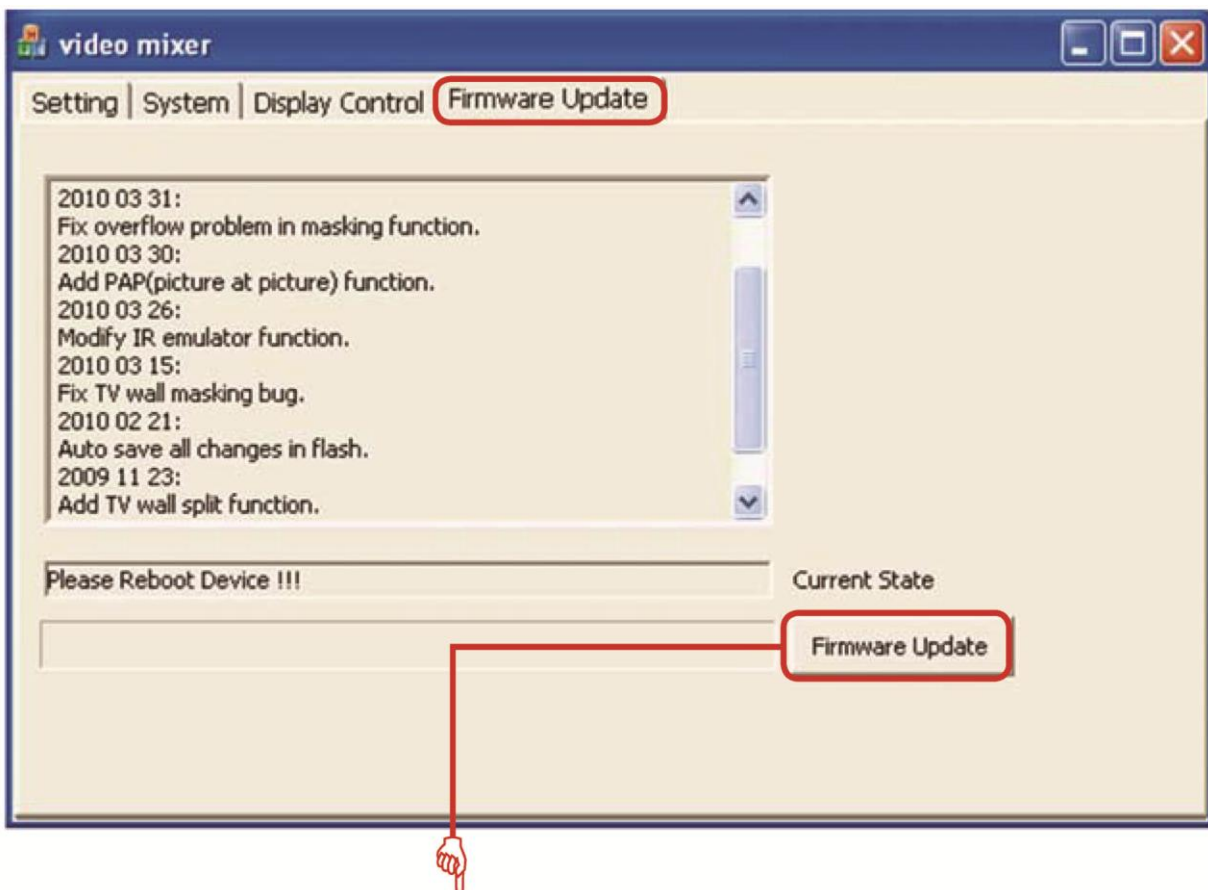 video mixer
Setting System Display Control Firmware Update
2010 03 31:
Fix overflow problem in masking function.
2010 03 30:
Add PAP(picture at picture) function.
2010 03 26:
Modify IR emulator function.
2010 03 15:
Fix TV wall masking bug.
2010 02 21:
Auto save all changes in flash.
2009 11 23:
Add TV wall split function.
Please Reboot Device !!! Current State
Firmware Update